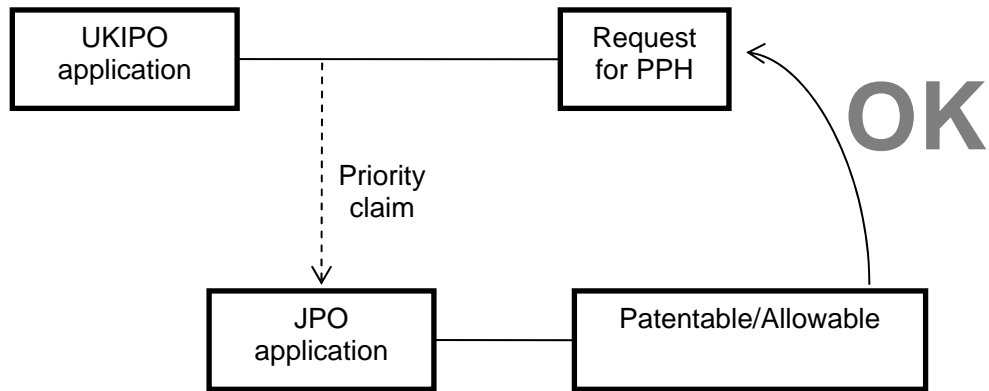 UKIPO
application
Request
for PPH
OK
Priority
claim
JPO
application
Patentable/Allowable